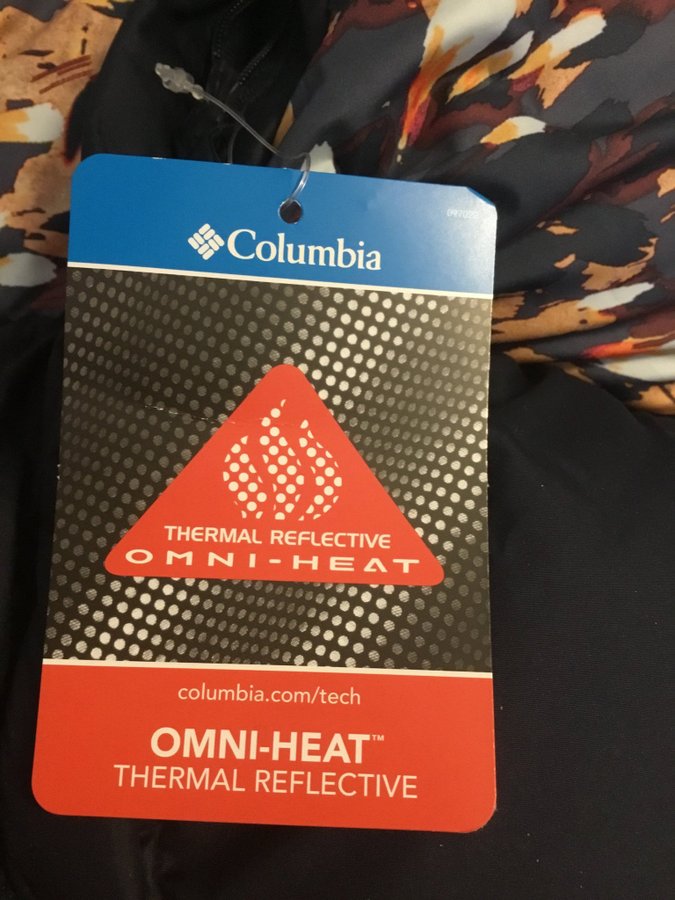 Columbia
THERMAL REFLECTIVE
OMNI-HEAT
columbia.com/tech
OMNI-HEAT™
THERMAL REFLECTIVE